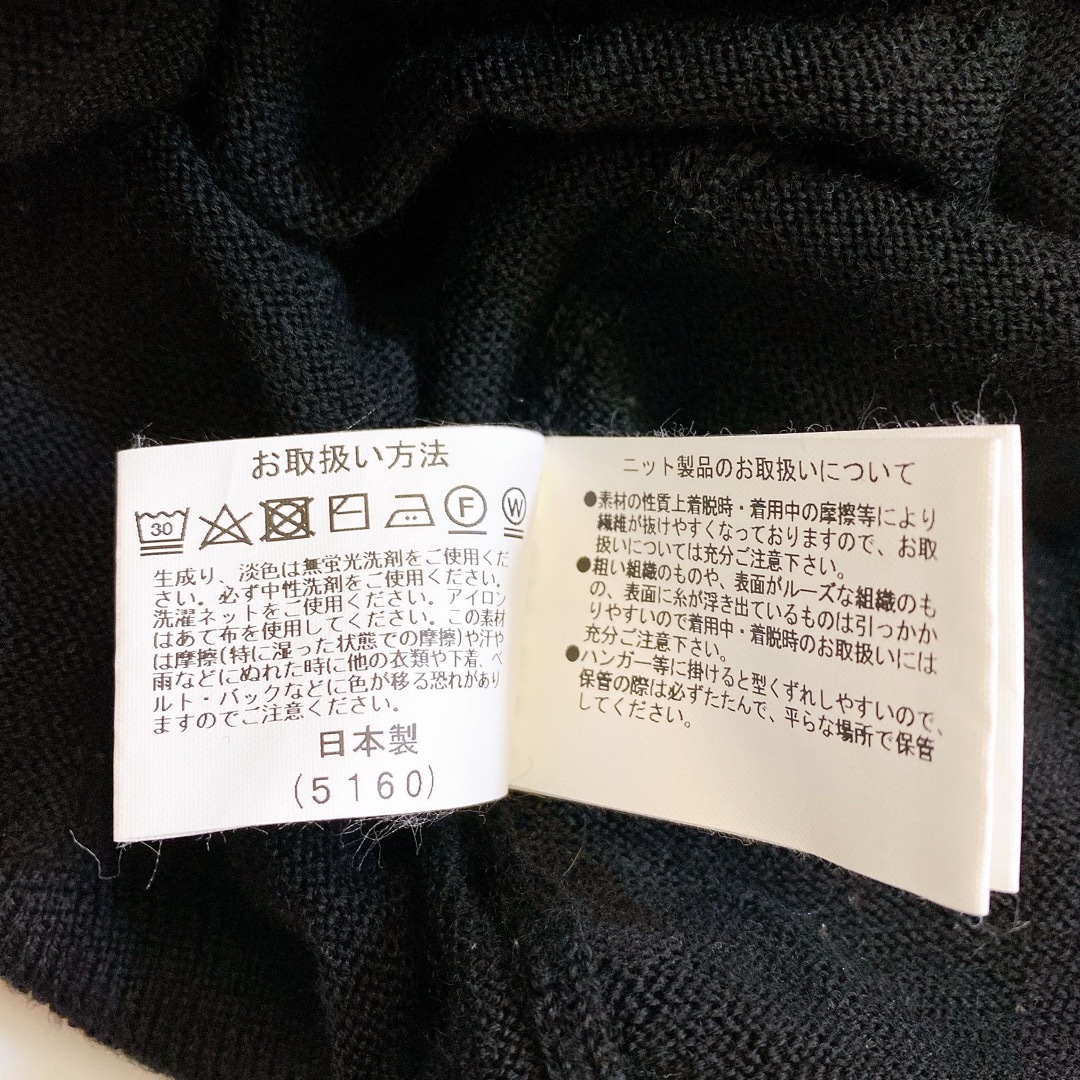 お取扱い方法
30 F W
生成り、淡色は無蛍光洗剤をご使用くだ
さい。必ず中性洗剤をご使用ください。
洗濯ネットをご使用ください。アイロン
はあて布を使用してください。この素材
は摩擦(特に湿った状態での摩擦)や汗や
雨などにぬれた時に他の衣類や下着、ベ
ルト・バックなどに色が移る恐れがあり
ますのでご注意ください。
日本製
(5160)
ニット製品のお取扱いについて
●素材の性質上着脱時・着用中の摩擦等により
繊維が抜けやすくなっておりますので、お取
扱いについては充分ご注意下さい。
●粗い組織のものや、表面がルーズな組織のも
の、表面に糸が浮き出ているものは引っかか
りやすいので着用中・着脱時のお取扱いには
充分ご注意下さい。
●ハンガー等に掛けると型くずれしやすいので、
保管の際は必ずたたんで、平らな場所で保管
してください。